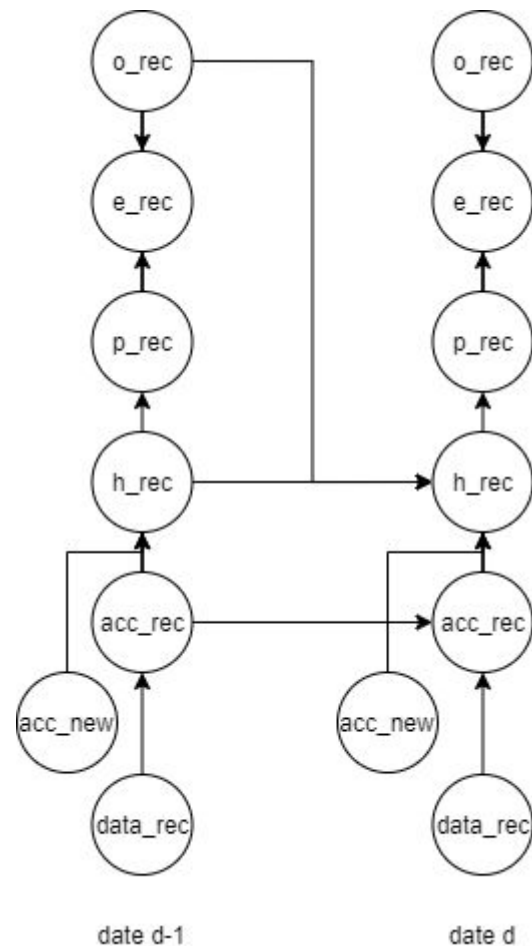 o_rec
o_rec
e_rec
e_rec
p_rec
p_rec
h_rec
h_rec
acc_rec
acc_rec
acc_new
acc_new
data_rec
data_rec
date d-1
date d